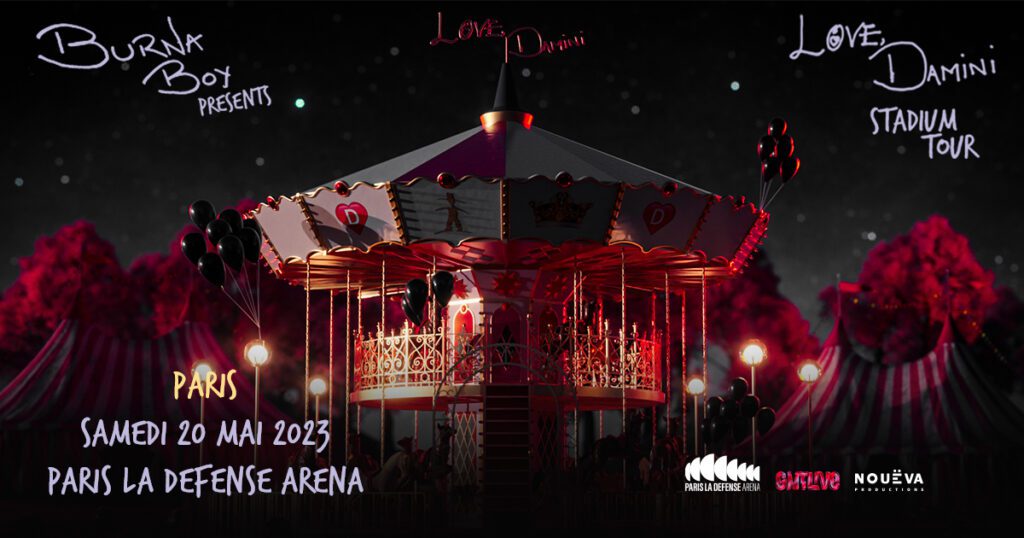 BURNA
BOY
PRESENTS
LOVE,
DAMINI
LOVE,
DAMINI
STADIUM
TOUR
D
D
PARIS
SAMEDI 20 MAI 2023
PARIS LA DEFENSE ARENA
PARIS LA DEFENSE ARENA
NOUËVA
PRODUCTIONS